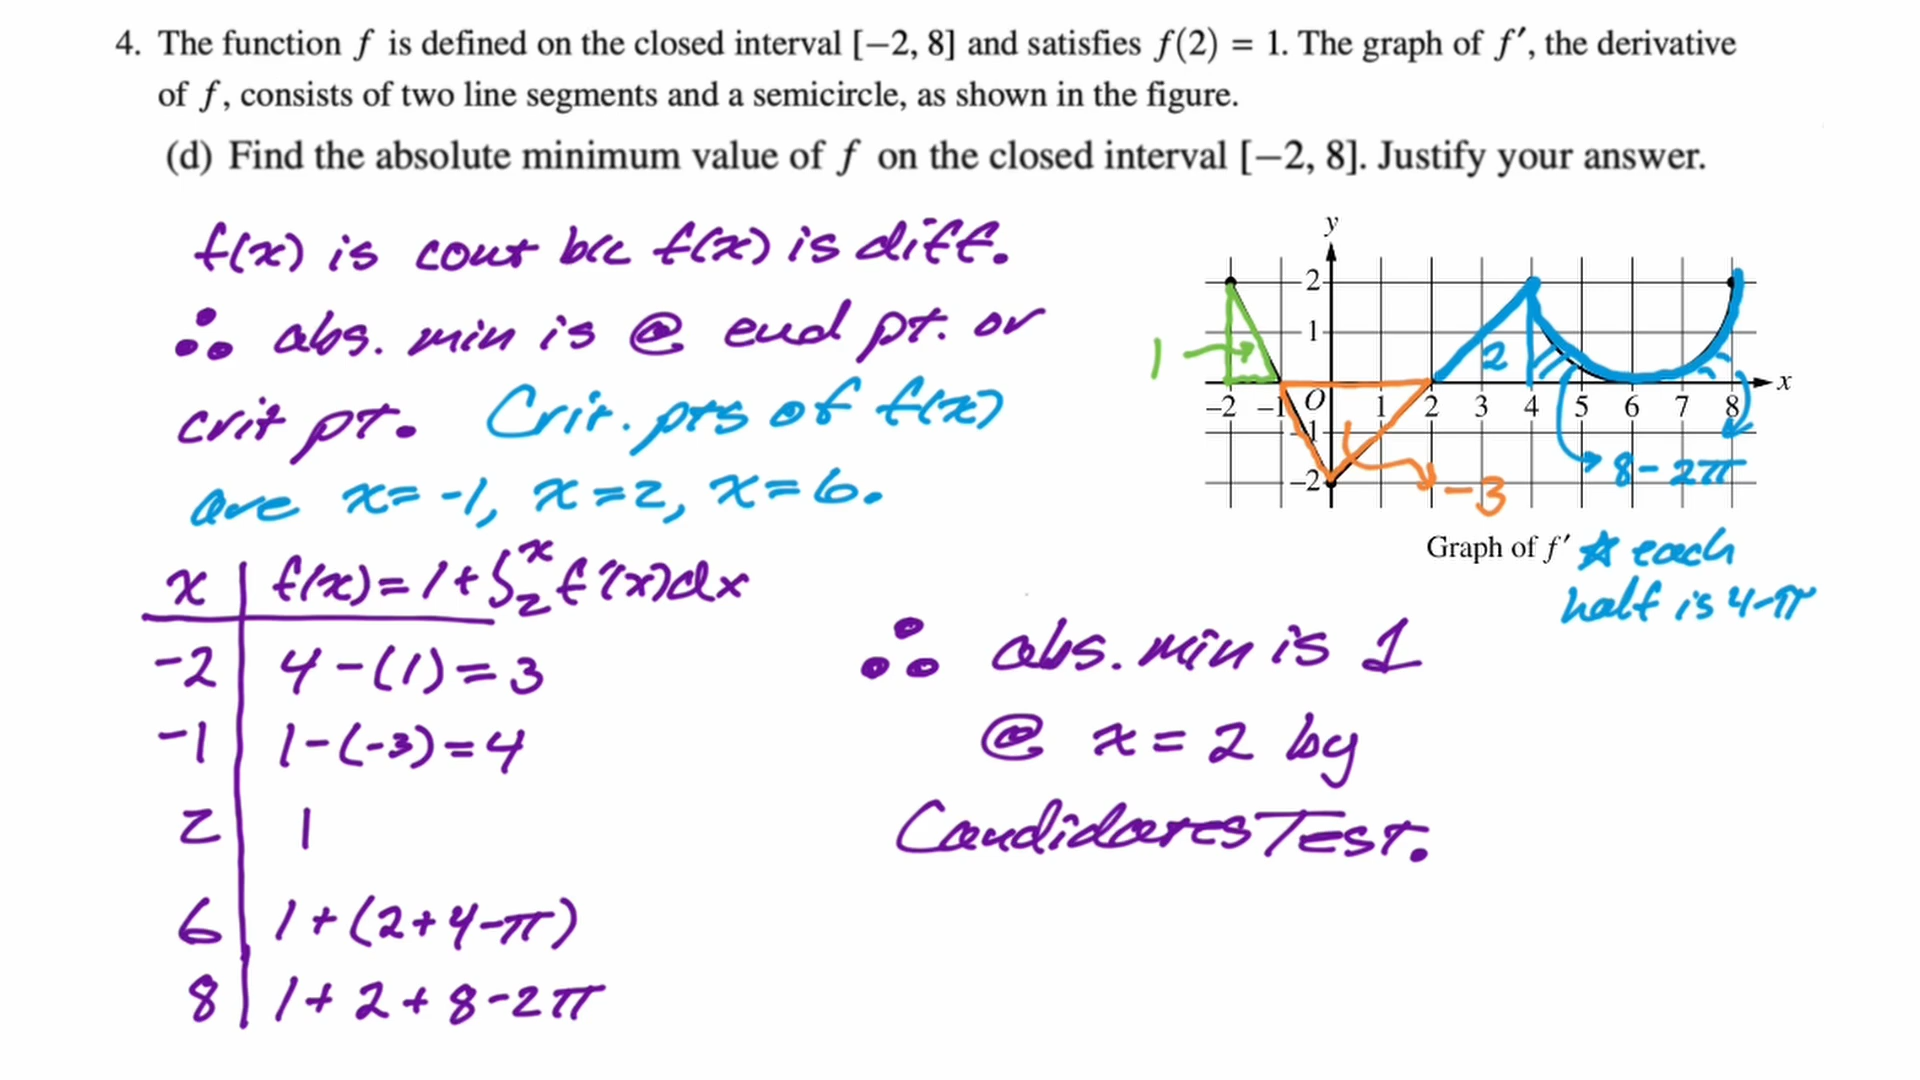 4. The function f is defined on the closed interval [−2, 8] and satisfies f(2) = 1. The graph of f′, the derivative
of f, consists of two line segments and a semicircle, as shown in the figure.
(d) Find the absolute minimum value of f on the closed interval [−2, 8]. Justify your answer.
f(x) is cont b/c f(x) is diff.
∴ abs. min is @ end pt. or
crit pt. Crit. pts of f(x)
are x=-1, x=2, x=6.
x | f(x)=1+∫₂ˣ f'(x)dx
-2 | 4-(1)=3
-1 | 1-(-3)=4
2 | 1
6 | 1+(2+4-π)
8 | 1+2+8-2π
y
2
1
1
2
x
−2 −1 O 1 2 3 4 5 6 7 8
−1
−2
-3
8-2π
Graph of f′ ☆ each
half is 4-π
∴ abs. min is 1
@ x=2 by
Candidates Test.